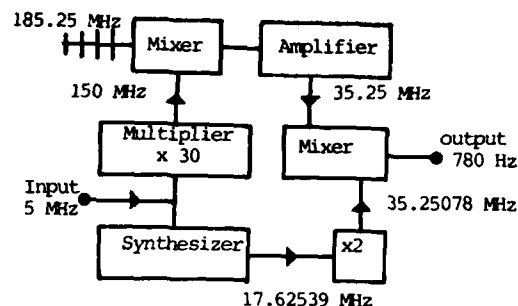 185.25 MHz
Mixer
Amplifier
150 MHz
35.25 MHz
Multiplier
x 30
Mixer
output
780 Hz
Input
5 MHz
35.25078 MHz
Synthesizer
x2
17.62539 MHz